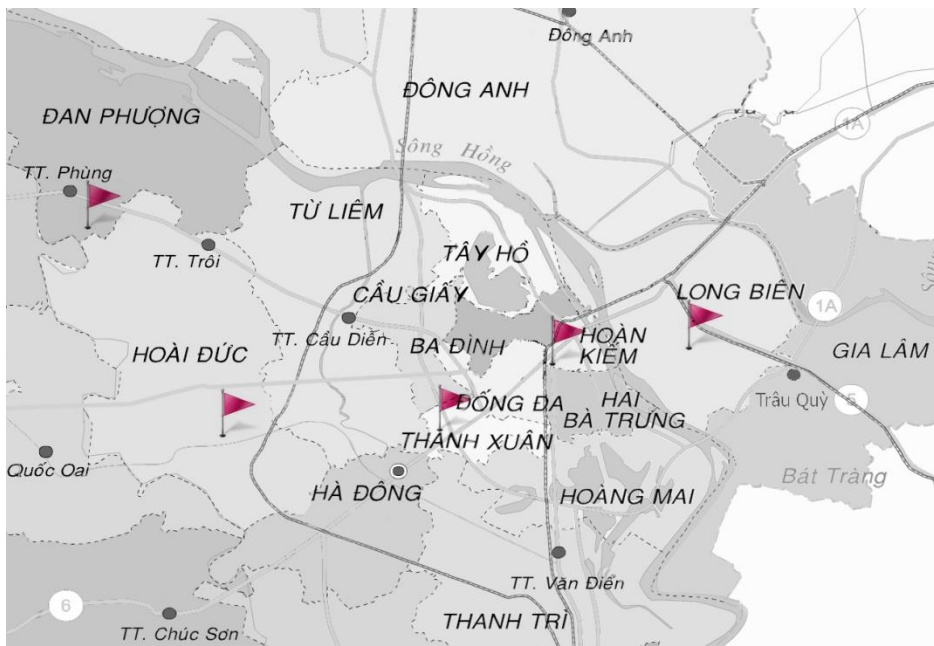 Đông Anh
ĐÔNG ANH
ĐAN PHƯỢNG
1A
Sông Hồng
TT. Phùng
TỪ LIÊM
TÂY HỒ
TT. Trôi
CẦU GIẤY
LONG BIÊN
1A
Sông
TT. Cầu Diễn
BA ĐÌNH
HOÀN
KIẾM
HOÀI ĐỨC
GIA LÂM
ĐỐNG ĐA
HAI
BÀ TRƯNG
Trâu Quỳ
5
THANH XUÂN
Quốc Oai
Bát Tràng
HÀ ĐÔNG
HOÀNG MAI
TT. Văn Điển
6
THANH TRÌ
TT. Chúc Sơn